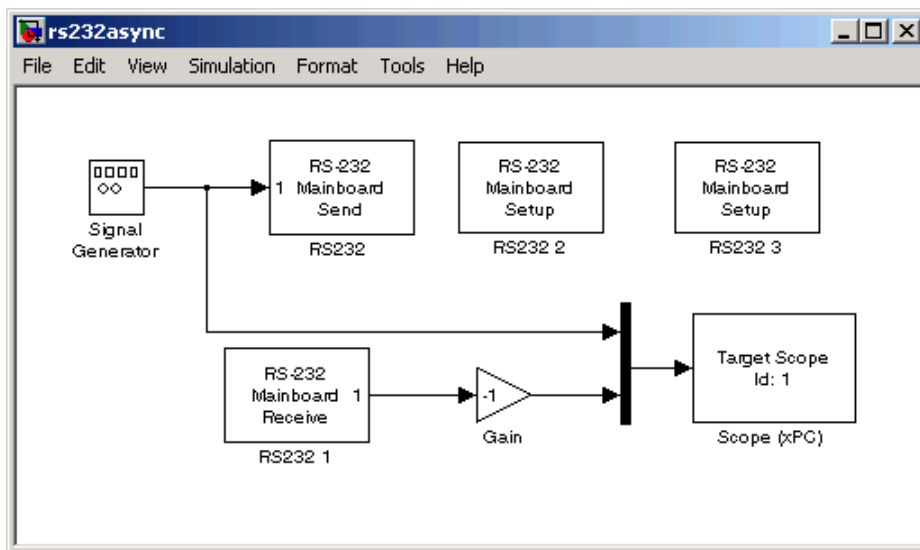 rs232async
File Edit View Simulation Format Tools Help
Signal
Generator
1
RS-232
Mainboard
Send
RS232
RS-232
Mainboard
Setup
RS232 2
RS-232
Mainboard
Setup
RS232 3
RS-232
Mainboard 1
Receive
RS232 1
-1
Gain
Target Scope
Id: 1
Scope (xPC)